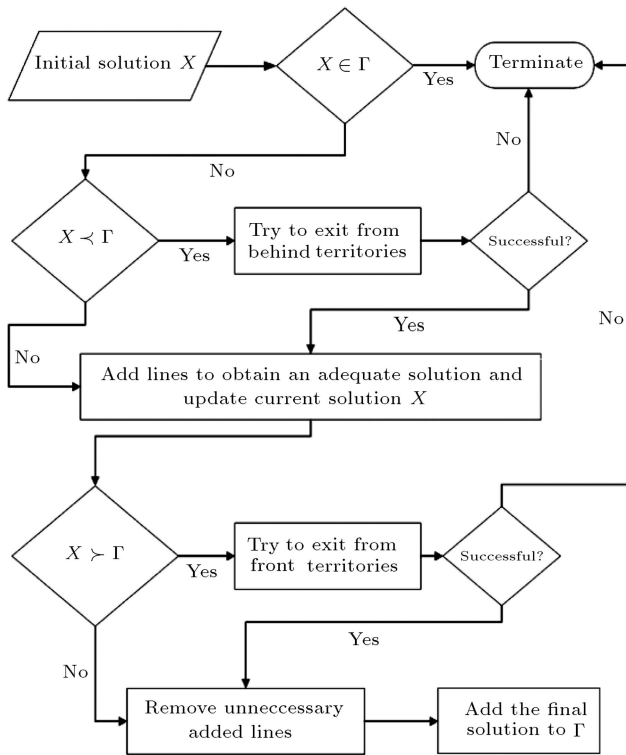 Initial solution X
X ∈ Γ
Yes
Terminate
No
No
X ≺ Γ
Yes
Try to exit from
behind territories
Successful?
Yes
No
No
Add lines to obtain an adequate solution and
update current solution X
X ≻ Γ
Yes
Try to exit from
front territories
Successful?
Yes
No
Remove unneccessary
added lines
Add the final
solution to Γ